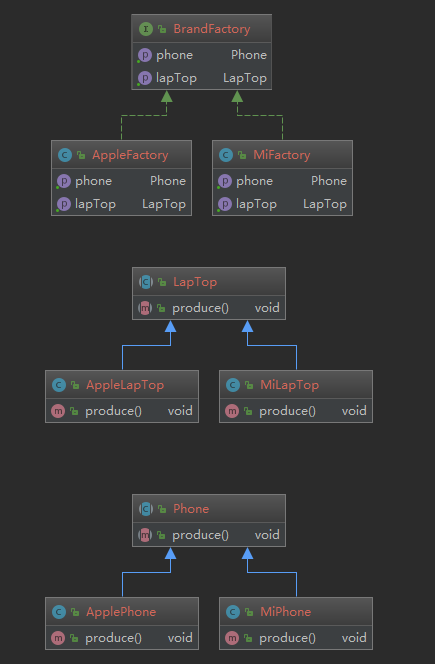 BrandFactory
phone Phone
lapTop LapTop
AppleFactory MiFactory
phone Phone phone Phone
lapTop LapTop lapTop LapTop
LapTop
produce() void
AppleLapTop MiLapTop
produce() void produce() void
Phone
produce() void
ApplePhone MiPhone
produce() void produce() void